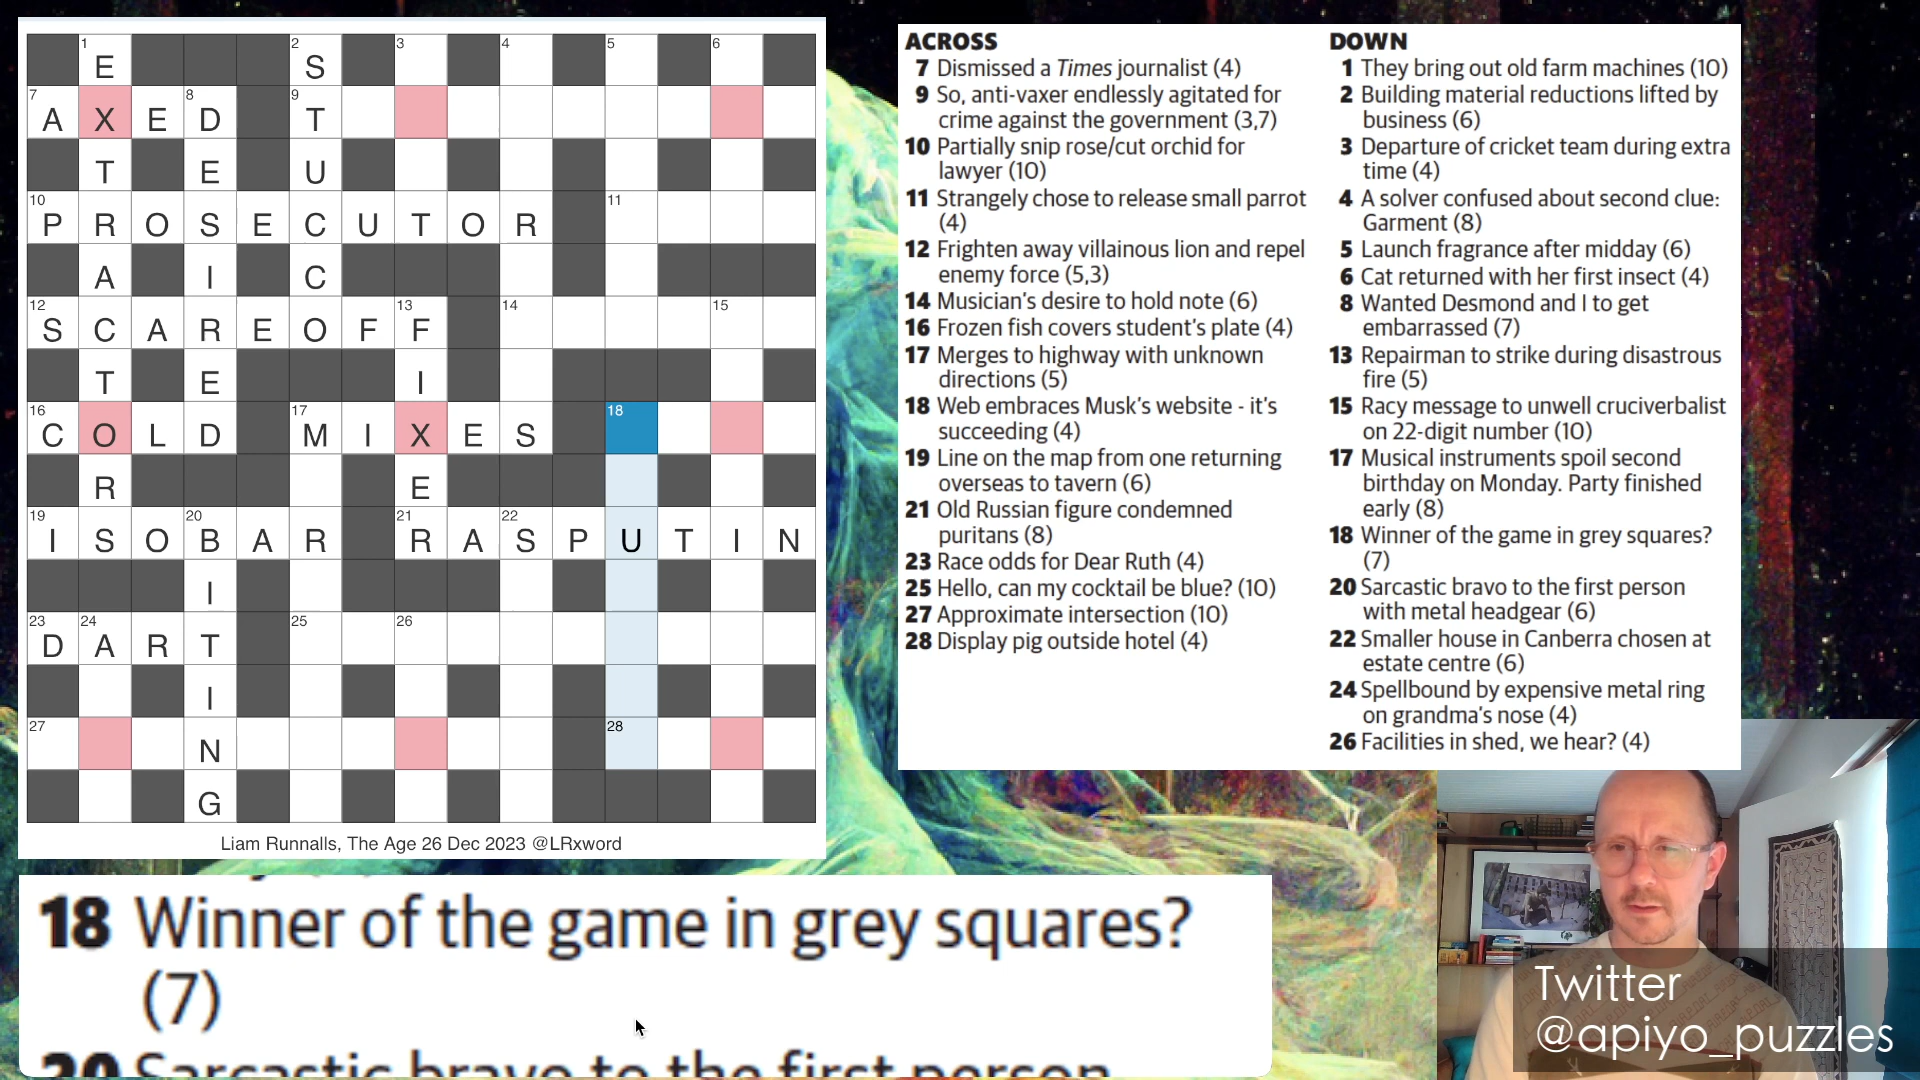 1 2 3 4 5 6
E S
7 8 9
A X E D T
T E U
10 11
P R O S E C U T O R
A I C
12 13 14 15
S C A R E O F F
T E I
16 17 18
C O L D M I X E S
R E
19 20 21 22
I S O B A R R A S P U T I N
I
23 24 25 26
D A R T
I
27 28
N
G
Liam Runnalls, The Age 26 Dec 2023 @LRxword
ACROSS
7 Dismissed a Times journalist (4)
9 So, anti-vaxer endlessly agitated for
crime against the government (3,7)
10 Partially snip rose/cut orchid for
lawyer (10)
11 Strangely chose to release small parrot
(4)
12 Frighten away villainous lion and repel
enemy force (5,3)
14 Musician's desire to hold note (6)
16 Frozen fish covers student's plate (4)
17 Merges to highway with unknown
directions (5)
18 Web embraces Musk's website - it's
succeeding (4)
19 Line on the map from one returning
overseas to tavern (6)
21 Old Russian figure condemned
puritans (8)
23 Race odds for Dear Ruth (4)
25 Hello, can my cocktail be blue? (10)
27 Approximate intersection (10)
28 Display pig outside hotel (4)
DOWN
1 They bring out old farm machines (10)
2 Building material reductions lifted by
business (6)
3 Departure of cricket team during extra
time (4)
4 A solver confused about second clue:
Garment (8)
5 Launch fragrance after midday (6)
6 Cat returned with her first insect (4)
8 Wanted Desmond and I to get
embarrassed (7)
13 Repairman to strike during disastrous
fire (5)
15 Racy message to unwell cruciverbalist
on 22-digit number (10)
17 Musical instruments spoil second
birthday on Monday. Party finished
early (8)
18 Winner of the game in grey squares?
(7)
20 Sarcastic bravo to the first person
with metal headgear (6)
22 Smaller house in Canberra chosen at
estate centre (6)
24 Spellbound by expensive metal ring
on grandma's nose (4)
26 Facilities in shed, we hear? (4)
18 Winner of the game in grey squares?
(7)
20 Sarcastic bravo to the first person
Twitter
@apiyo_puzzles